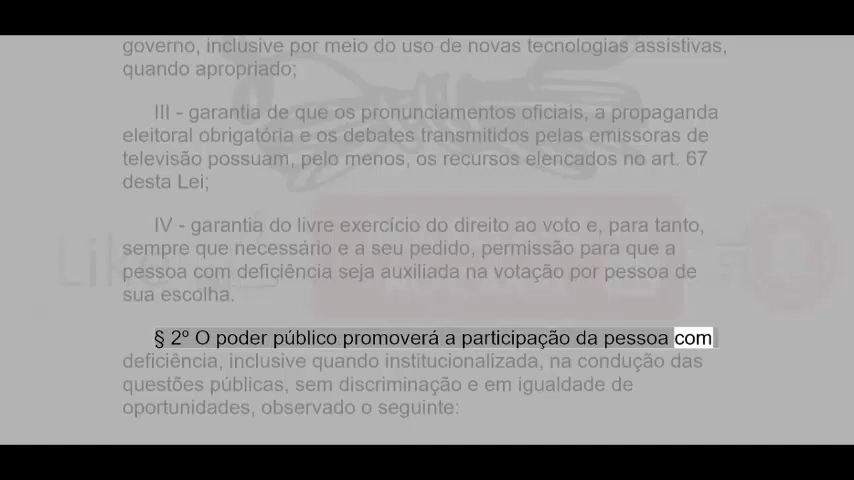 governo, inclusive por meio do uso de novas tecnologias assistivas,
quando apropriado;
III - garantia de que os pronunciamentos oficiais, a propaganda
eleitoral obrigatória e os debates transmitidos pelas emissoras de
televisão possuam, pelo menos, os recursos elencados no art. 67
desta Lei;
IV - garantia do livre exercício do direito ao voto e, para tanto,
sempre que necessário e a seu pedido, permissão para que a
pessoa com deficiência seja auxiliada na votação por pessoa de
sua escolha.
§ 2º O poder público promoverá a participação da pessoa com
deficiência, inclusive quando institucionalizada, na condução das
questões públicas, sem discriminação e em igualdade de
oportunidades, observado o seguinte: